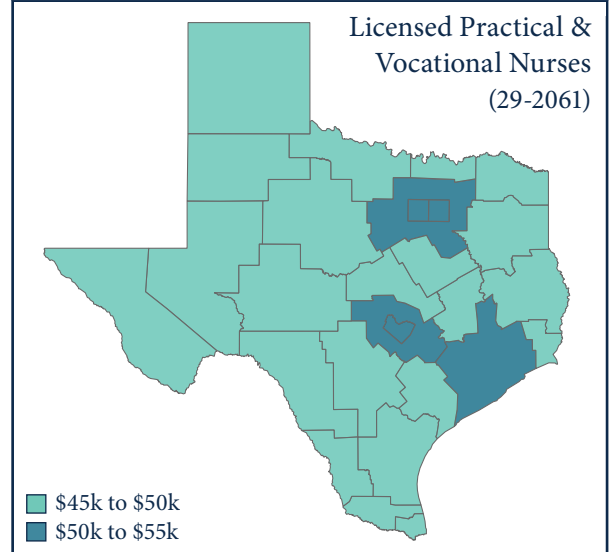 Licensed Practical &
Vocational Nurses
(29-2061)
$45k to $50k
$50k to $55k